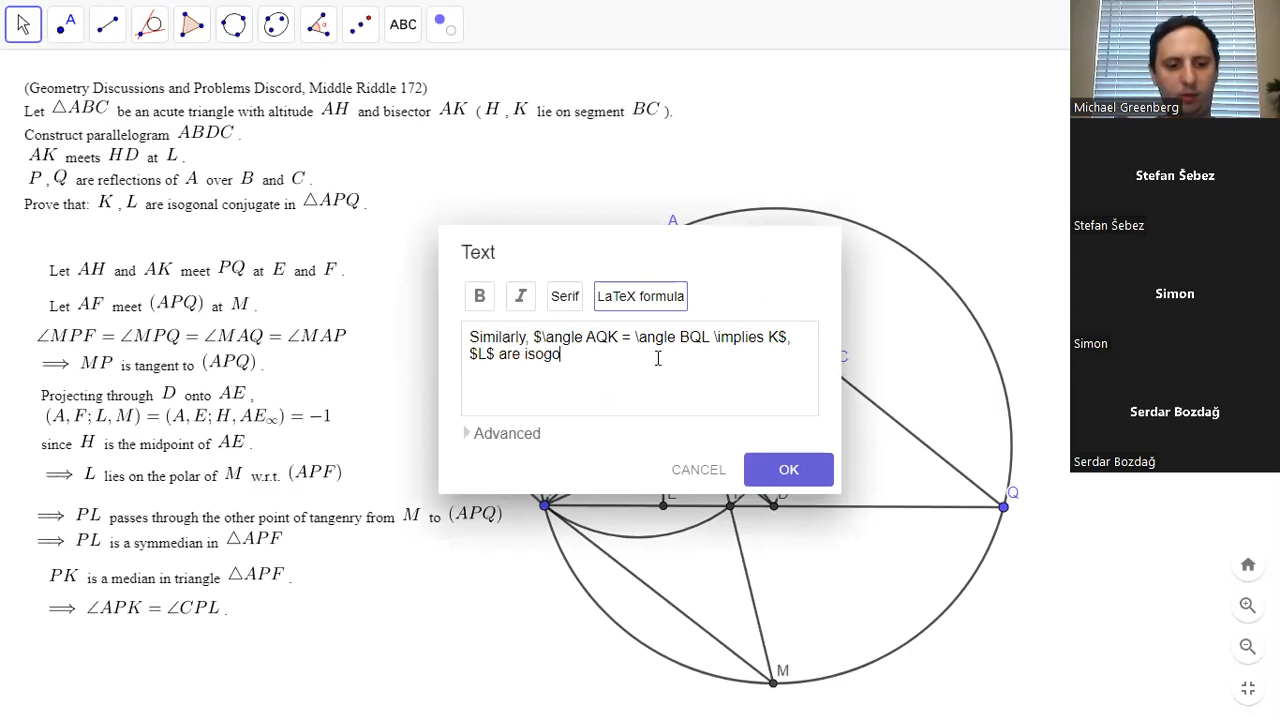 ABC
(Geometry Discussions and Problems Discord, Middle Riddle 172)
Let △ABC be an acute triangle with altitude AH and bisector AK ( H , K lie on segment BC ).
Construct parallelogram ABDC .
AK meets HD at L .
P , Q are reflections of A over B and C .
Prove that: K , L are isogonal conjugate in △APQ .
Let AH and AK meet PQ at E and F .
Let AF meet (APQ) at M .
∠MPF = ∠MPQ = ∠MAQ = ∠MAP
⟹ MP is tangent to (APQ) .
Projecting through D onto AE ,
(A, F; L, M) = (A, E; H, AE∞) = −1
since H is the midpoint of AE .
⟹ L lies on the polar of M w.r.t. (APF)
⟹ PL passes through the other point of tangenry from M to (APQ)
⟹ PL is a symmedian in △APF
PK is a median in triangle △APF .
⟹ ∠APK = ∠CPL .
Text
B I Serif LaTeX formula
Similarly, $\angle AQK = \angle BQL \implies K$,
$L$ are isogo
Advanced
CANCEL OK
A
C
Q
M
Michael Greenberg
Stefan Šebez
Stefan Šebez
Simon
Simon
Serdar Bozdağ
Serdar Bozdağ